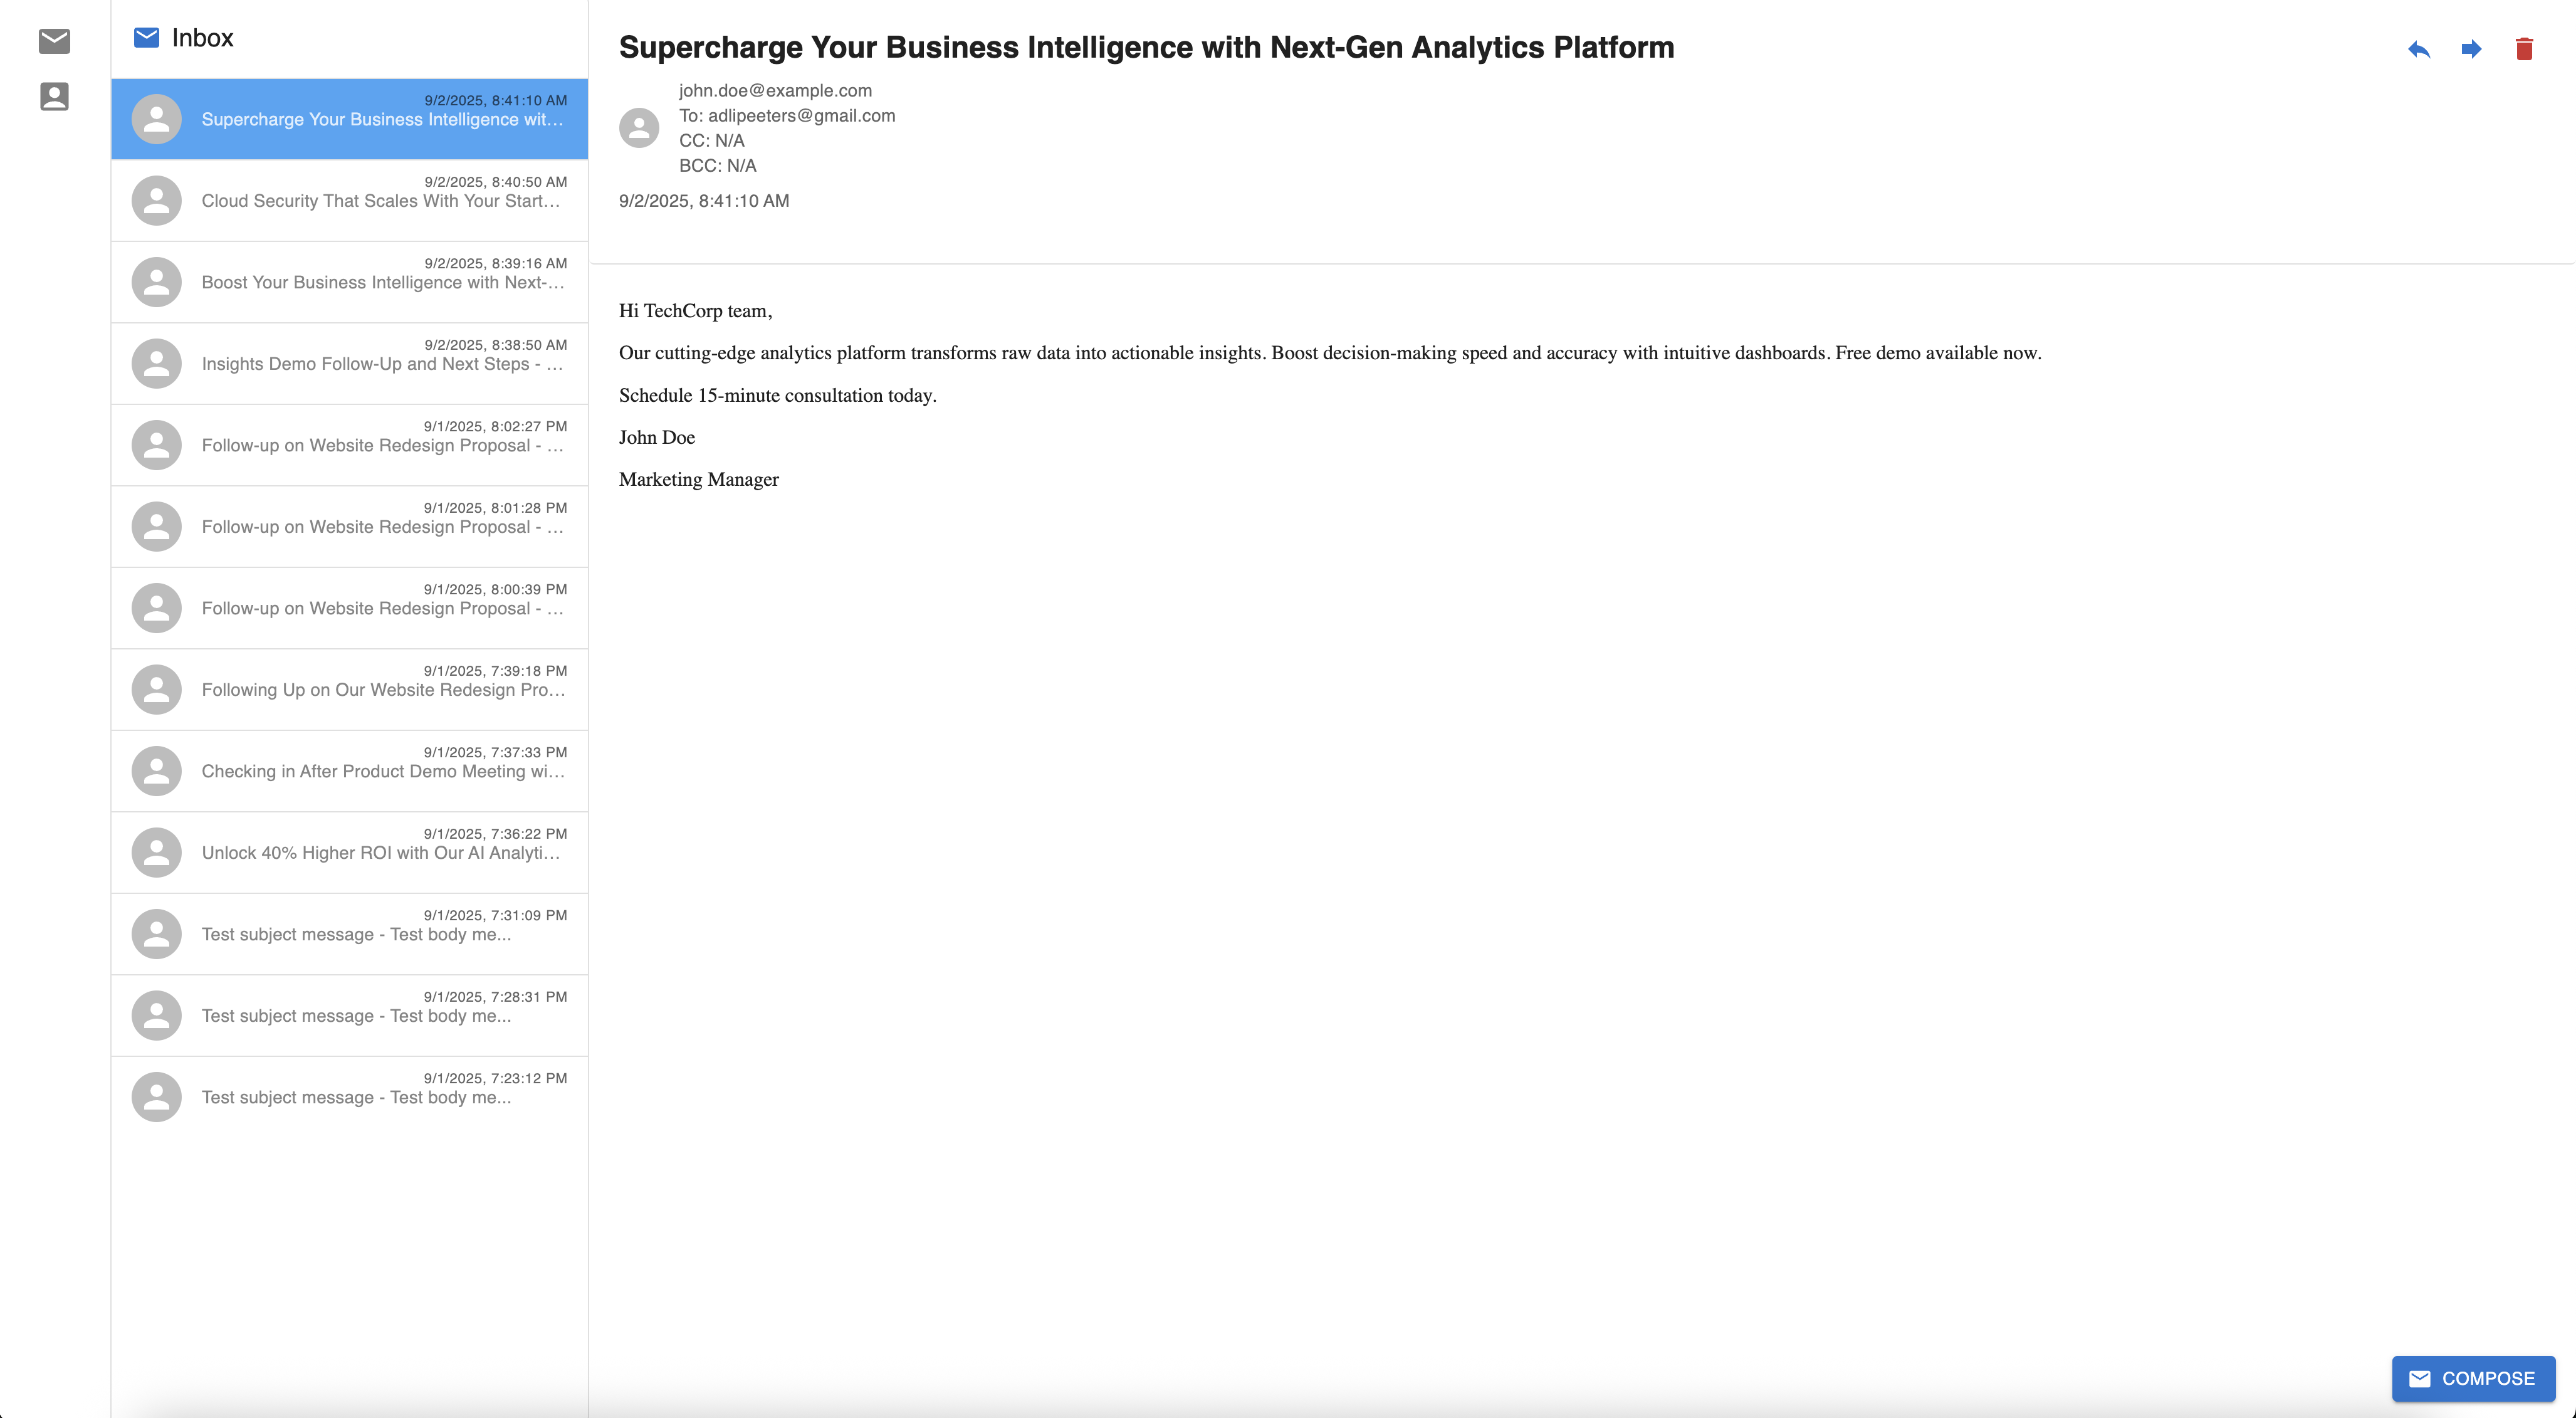 Inbox
9/2/2025, 8:41:10 AM
Supercharge Your Business Intelligence wit...
9/2/2025, 8:40:50 AM
Cloud Security That Scales With Your Start...
9/2/2025, 8:39:16 AM
Boost Your Business Intelligence with Next-...
9/2/2025, 8:38:50 AM
Insights Demo Follow-Up and Next Steps - ...
9/1/2025, 8:02:27 PM
Follow-up on Website Redesign Proposal - ...
9/1/2025, 8:01:28 PM
Follow-up on Website Redesign Proposal - ...
9/1/2025, 8:00:39 PM
Follow-up on Website Redesign Proposal - ...
9/1/2025, 7:39:18 PM
Following Up on Our Website Redesign Pro...
9/1/2025, 7:37:33 PM
Checking in After Product Demo Meeting wi...
9/1/2025, 7:36:22 PM
Unlock 40% Higher ROI with Our AI Analyti...
9/1/2025, 7:31:09 PM
Test subject message - Test body me...
9/1/2025, 7:28:31 PM
Test subject message - Test body me...
9/1/2025, 7:23:12 PM
Test subject message - Test body me...
Supercharge Your Business Intelligence with Next-Gen Analytics Platform
john.doe@example.com
To: adlipeeters@gmail.com
CC: N/A
BCC: N/A
9/2/2025, 8:41:10 AM
Hi TechCorp team,
Our cutting-edge analytics platform transforms raw data into actionable insights. Boost decision-making speed and accuracy with intuitive dashboards. Free demo available now.
Schedule 15-minute consultation today.
John Doe
Marketing Manager
COMPOSE